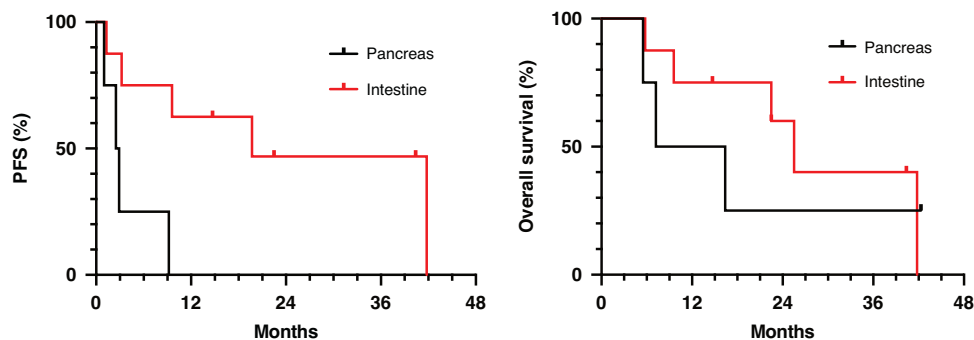 100
50
0
PFS (%)
Pancreas
Intestine
0 12 24 36 48
Months
100
50
0
Overall survival (%)
Pancreas
Intestine
0 12 24 36 48
Months